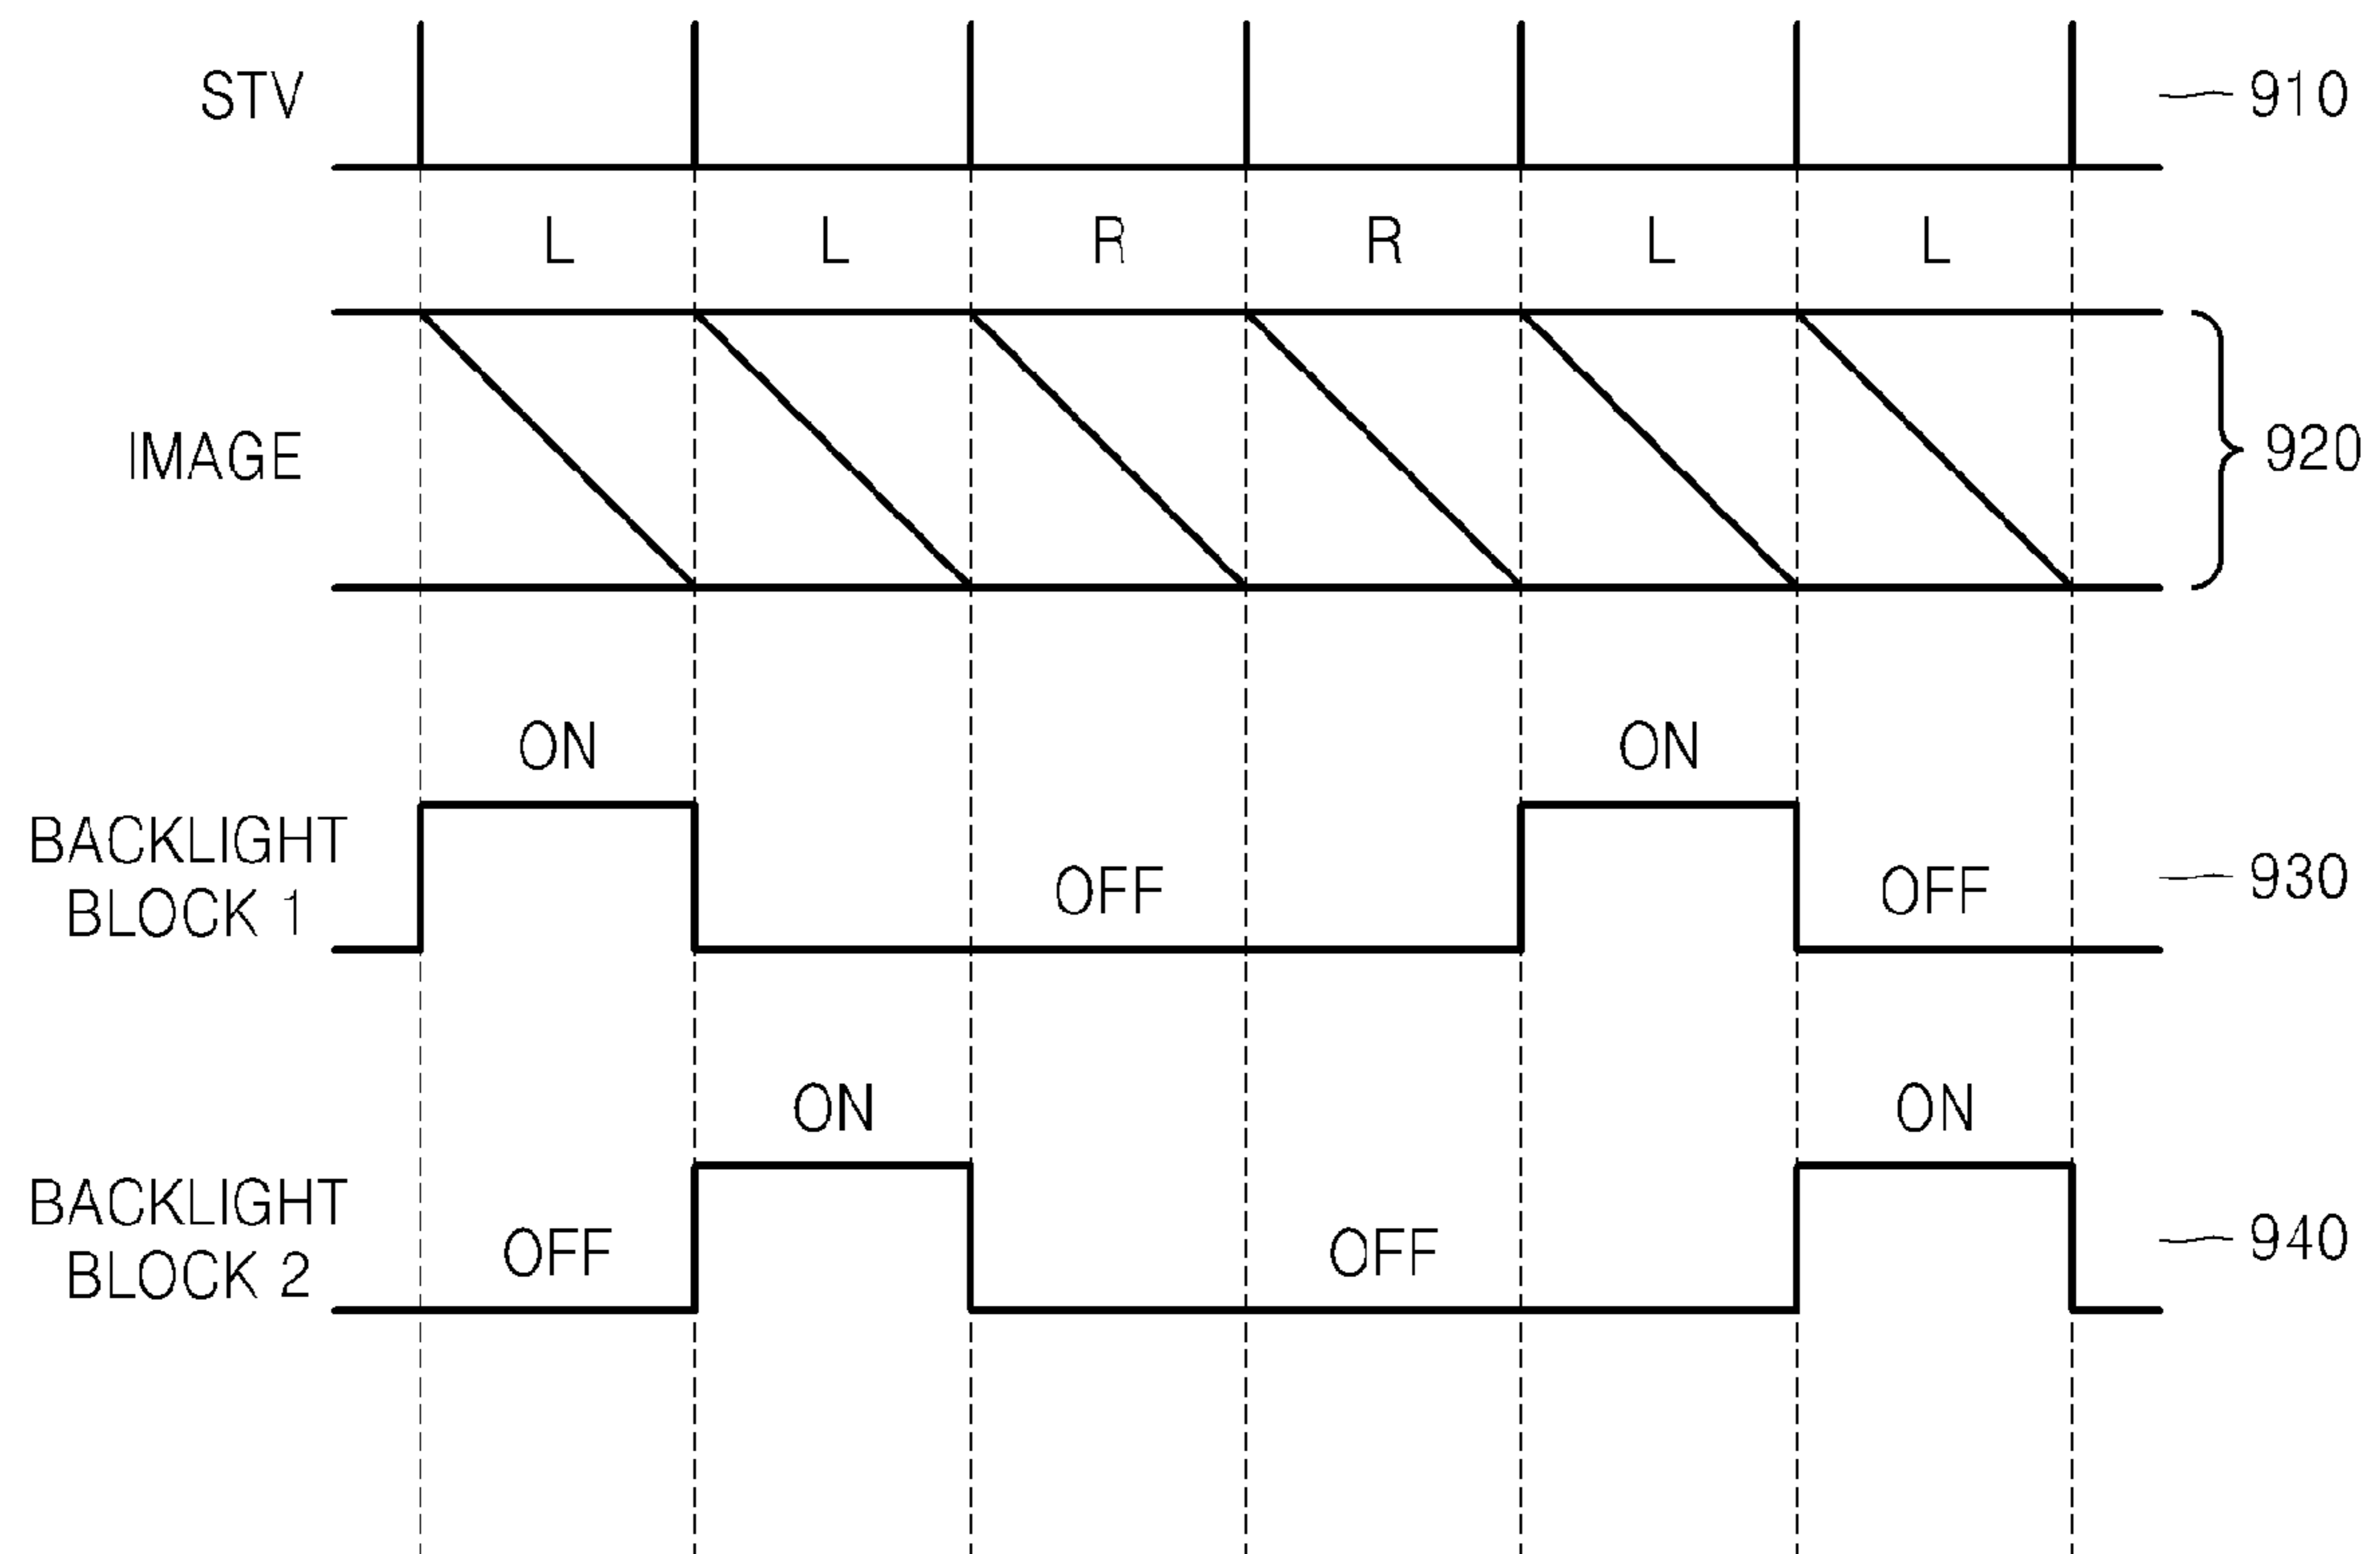 STV
910
L L R R L L
IMAGE
920
ON ON
BACKLIGHT
BLOCK 1
OFF OFF
930
ON ON
BACKLIGHT
BLOCK 2
OFF OFF
940